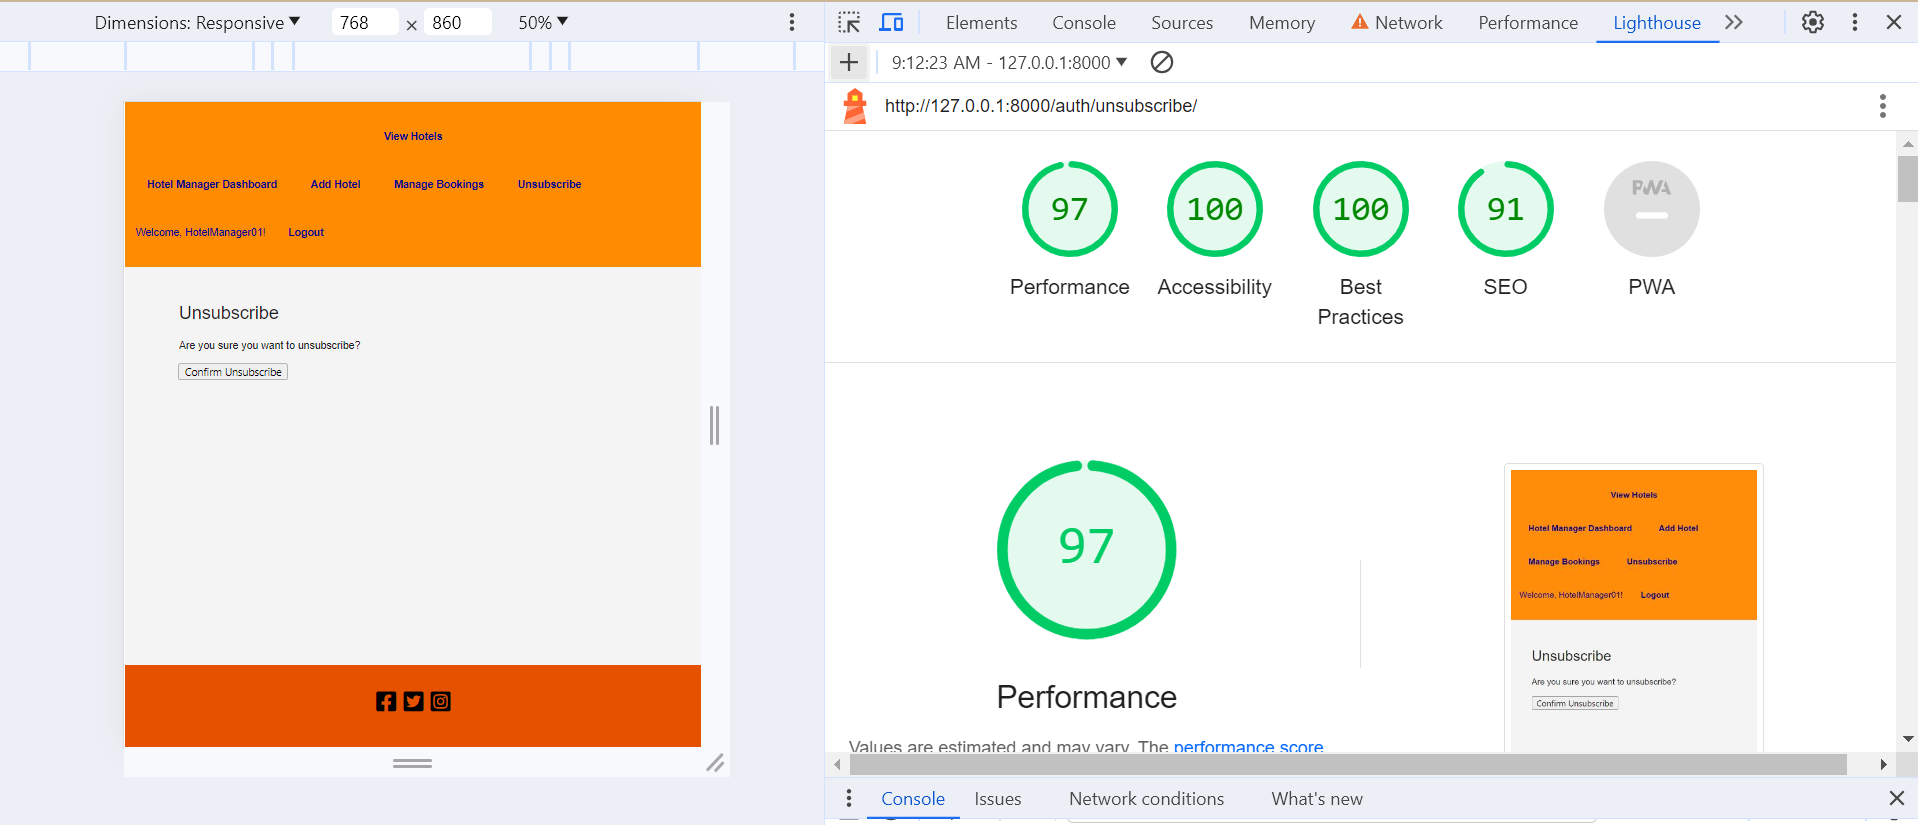 Dimensions: Responsive 768 × 860 50%
View Hotels
Hotel Manager Dashboard Add Hotel Manage Bookings Unsubscribe
Welcome, HotelManager01! Logout
Unsubscribe
Are you sure you want to unsubscribe?
Confirm Unsubscribe
Elements Console Sources Memory Network Performance Lighthouse
9:12:23 AM - 127.0.0.1:8000
http://127.0.0.1:8000/auth/unsubscribe/
97 100 100 91 PWA
Performance Accessibility Best Practices SEO PWA
97
Performance
Values are estimated and may vary. The performance score
View Hotels
Hotel Manager Dashboard Add Hotel
Manage Bookings Unsubscribe
Welcome, HotelManager01! Logout
Unsubscribe
Are you sure you want to unsubscribe?
Confirm Unsubscribe
Console Issues Network conditions What's new